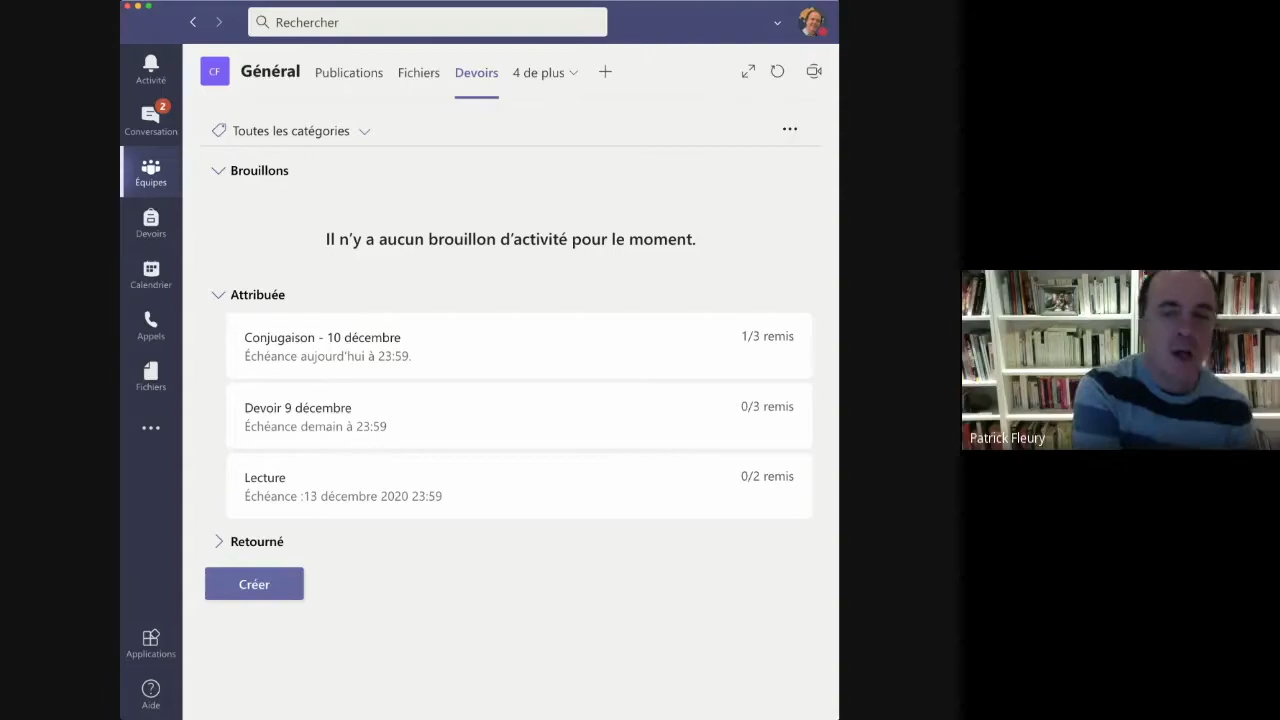 Rechercher
Activité
2
Conversation
Équipes
Devoirs
Calendrier
Appels
Fichiers
Applications
Aide
CF
Général
Publications
Fichiers
Devoirs
4 de plus
Toutes les catégories
Brouillons
Il n'y a aucun brouillon d'activité pour le moment.
Attribuée
Conjugaison - 10 décembre
1/3 remis
Échéance aujourd'hui à 23:59.
Devoir 9 décembre
0/3 remis
Échéance demain à 23:59
Lecture
0/2 remis
Échéance :13 décembre 2020 23:59
Retourné
Créer
Patrick Fleury